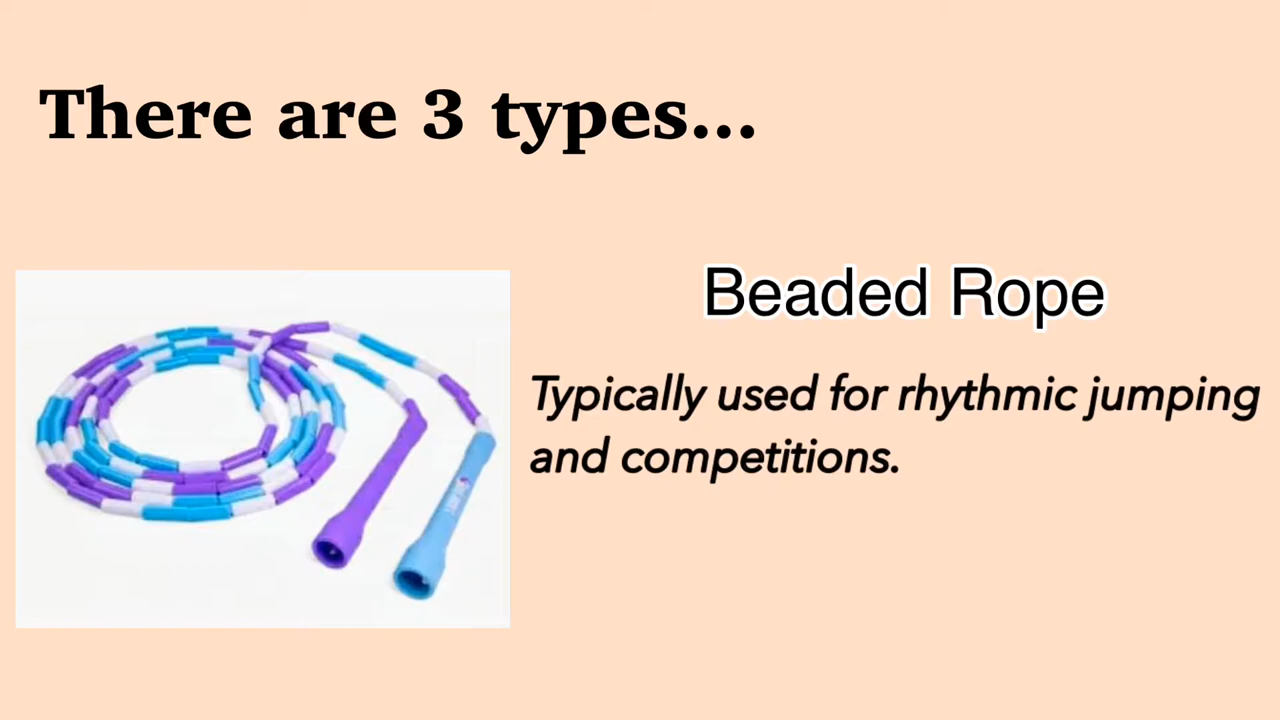 There are 3 types...
Beaded Rope
Typically used for rhythmic jumping
and competitions.